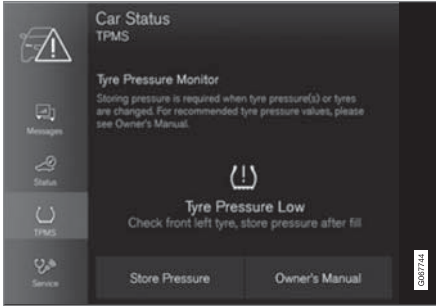 Car Status
TPMS
Tyre Pressure Monitor
Storing pressure is required when tyre pressure(s) or tyres
are changed. For recommended tyre pressure values, please
see Owner's Manual.
Messages
Status
TPMS
Service
Tyre Pressure Low
Check front left tyre, store pressure after fill
Store Pressure
Owner's Manual
G067744